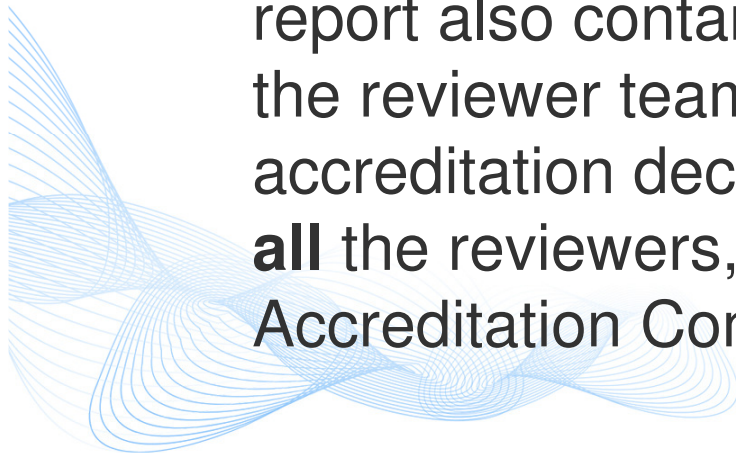 report also
the reviewer
accreditation
all the reviewers,
Accreditation